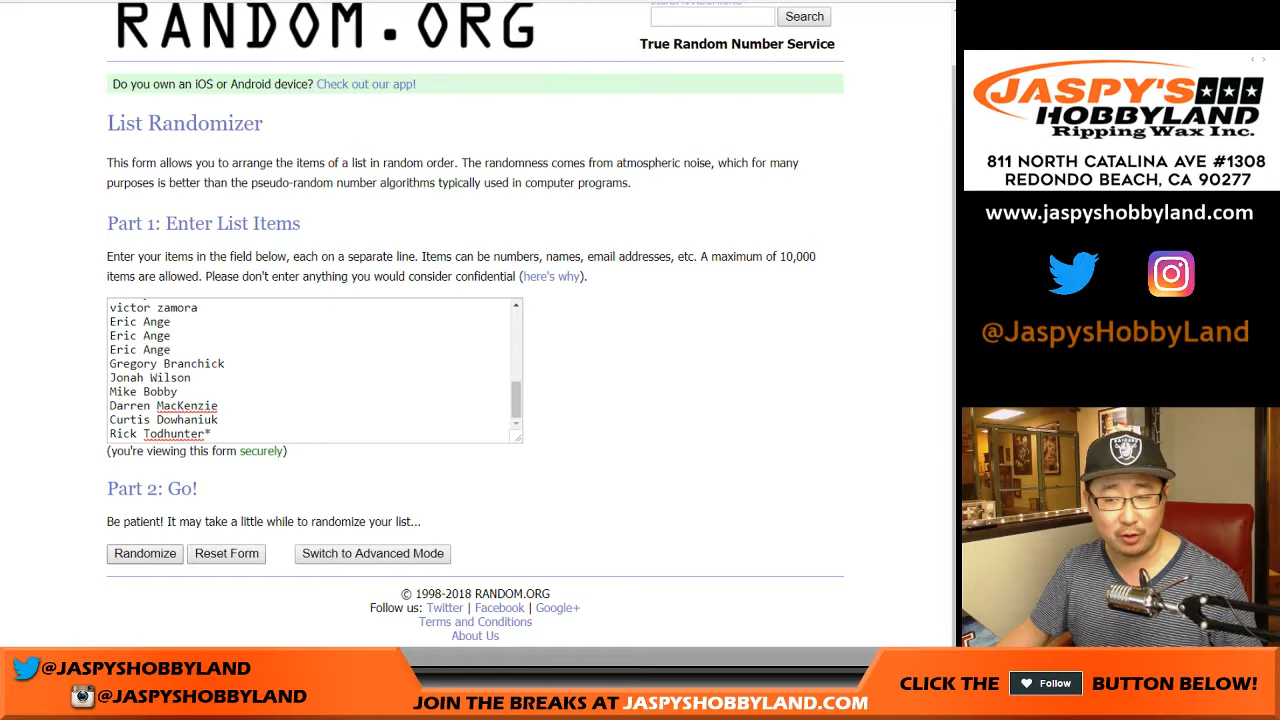 RANDOM.ORG
Search
True Random Number Service
Do you own an iOS or Android device? Check out our app!
List Randomizer
This form allows you to arrange the items of a list in random order. The randomness comes from atmospheric noise, which for many
purposes is better than the pseudo-random number algorithms typically used in computer programs.
Part 1: Enter List Items
Enter your items in the field below, each on a separate line. Items can be numbers, names, email addresses, etc. A maximum of 10,000
items are allowed. Please don't enter anything you would consider confidential (here's why).
victor zamora
Eric Ange
Eric Ange
Eric Ange
Gregory Branchick
Jonah Wilson
Mike Bobby
Darren MacKenzie
Curtis Dowhaniuk
Rick Todhunter*
(you're viewing this form securely)
Part 2: Go!
Be patient! It may take a little while to randomize your list...
Randomize
Reset Form
Switch to Advanced Mode
© 1998-2018 RANDOM.ORG
Follow us: Twitter | Facebook | Google+
Terms and Conditions
About Us
JASPY'S
HOBBYLAND
Ripping Wax Inc.
811 NORTH CATALINA AVE #1308
REDONDO BEACH, CA 90277
www.jaspyshobbyland.com
@JaspysHobbyLand
RAIDERS
@JASPYSHOBBYLAND
@JASPYSHOBBYLAND
JOIN THE BREAKS AT JASPYSHOBBYLAND.COM
CLICK THE Follow BUTTON BELOW!